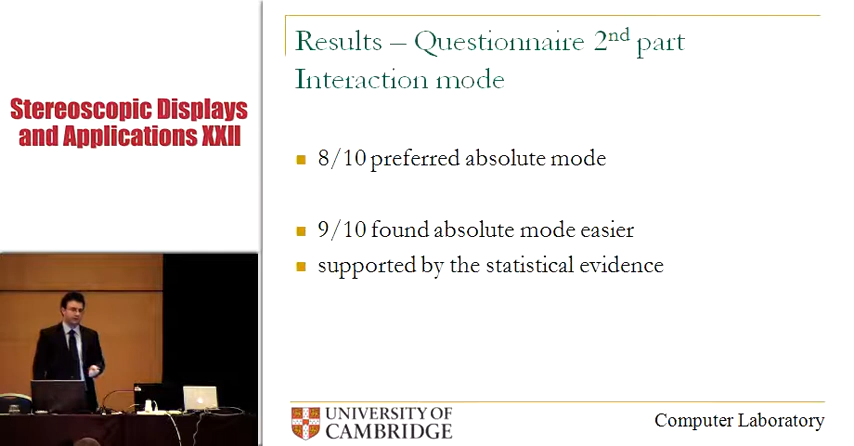 Stereoscopic Displays
and Applications XXII
Results – Questionnaire 2nd part
Interaction mode
8/10 preferred absolute mode
9/10 found absolute mode easier
supported by the statistical evidence
UNIVERSITY OF
CAMBRIDGE
Computer Laboratory